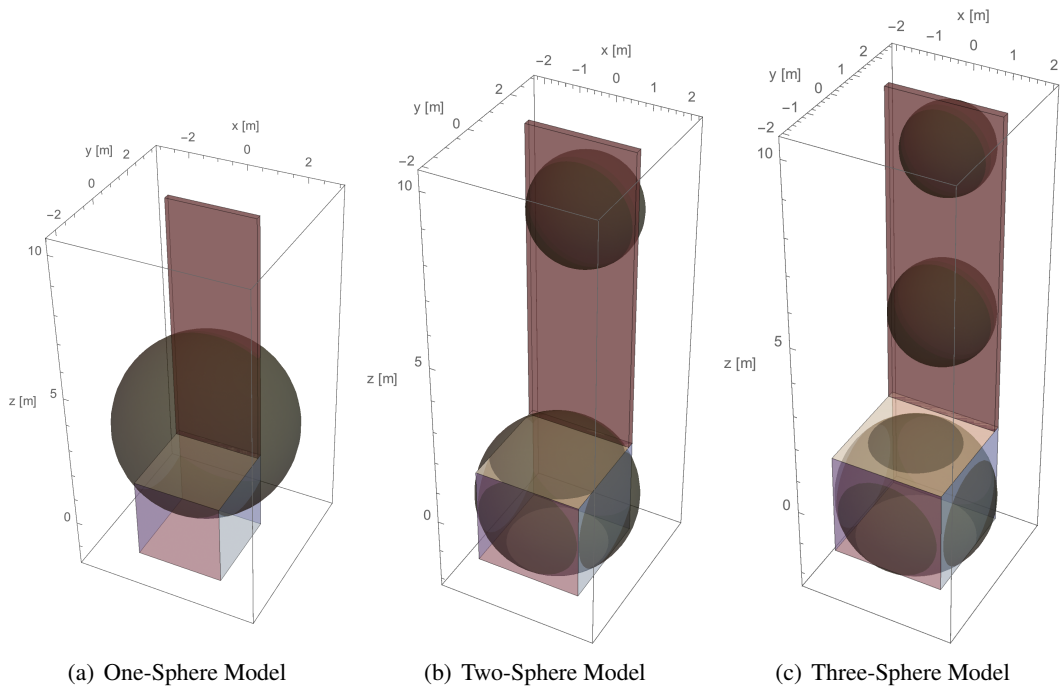 x [m]
−2 −1 0 1 2
y [m]
−2 −1 0 1 2
10
5
z [m]
0
x [m]
−2 −1 0 1 2
y [m]
−2 0 2
10
5
z [m]
0
x [m]
−2 0 2
y [m]
−2 0 2
10
z [m]
5
0
(a) One-Sphere Model
(b) Two-Sphere Model
(c) Three-Sphere Model